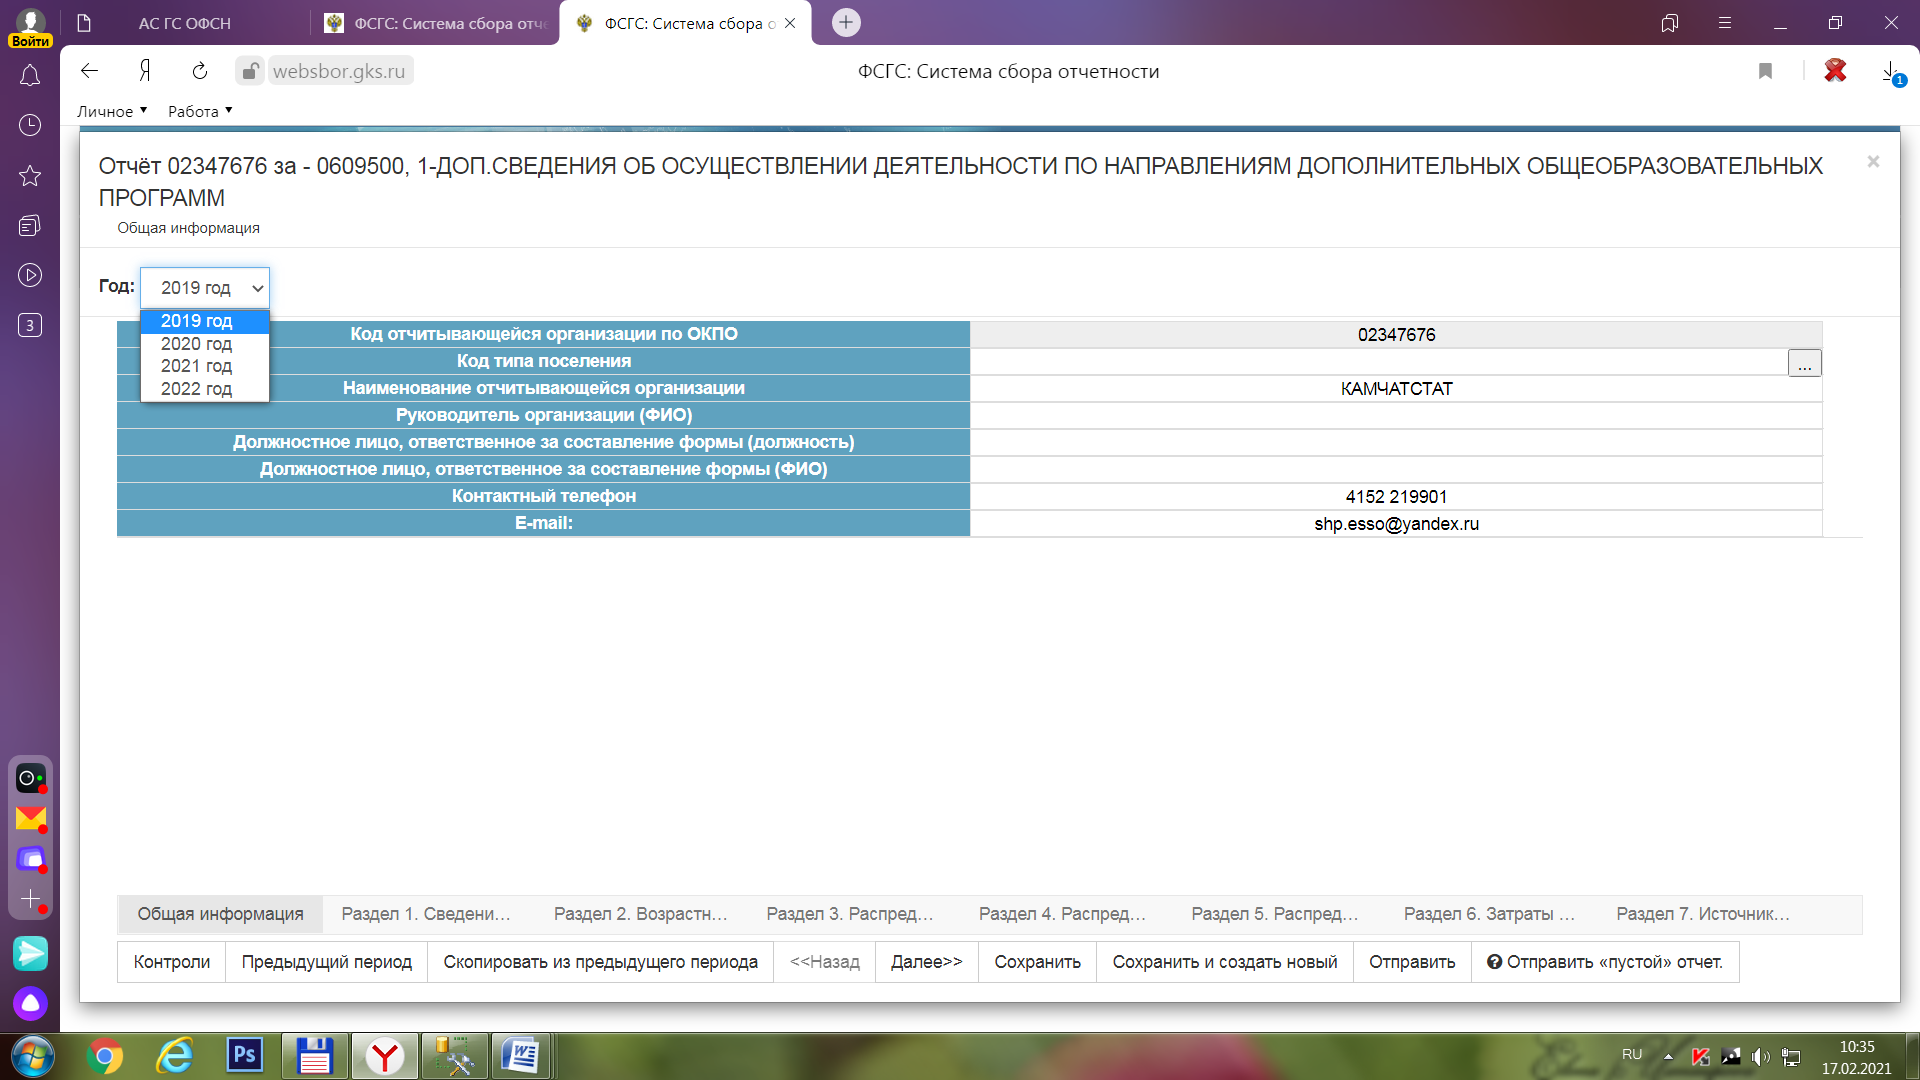 Войти
АС ГС ОФСН
ФСГС: Система сбора отче
ФСГС: Система сбора о
websbor.gks.ru
ФСГС: Система сбора отчетности
1
Личное
Работа
Отчёт 02347676 за - 0609500, 1-ДОП.СВЕДЕНИЯ ОБ ОСУЩЕСТВЛЕНИИ ДЕЯТЕЛЬНОСТИ ПО НАПРАВЛЕНИЯМ ДОПОЛНИТЕЛЬНЫХ ОБЩЕОБРАЗОВАТЕЛЬНЫХ
ПРОГРАММ
Общая информация
Год: 2019 год
2019 год
2020 год
2021 год
2022 год
Код отчитывающейся организации по ОКПО 02347676
Код типа поселения ...
Наименование отчитывающейся организации КАМЧАТСТАТ
Руководитель организации (ФИО)
Должностное лицо, ответственное за составление формы (должность)
Должностное лицо, ответственное за составление формы (ФИО)
Контактный телефон 4152 219901
E-mail: shp.esso@yandex.ru
3
Общая информация Раздел 1. Сведени... Раздел 2. Возрастн... Раздел 3. Распред... Раздел 4. Распред... Раздел 5. Распред... Раздел 6. Затраты ... Раздел 7. Источник...
Контроли Предыдущий период Скопировать из предыдущего периода <<Назад Далее>> Сохранить Сохранить и создать новый Отправить Отправить «пустой» отчет.
Ps
RU
10:35
17.02.2021